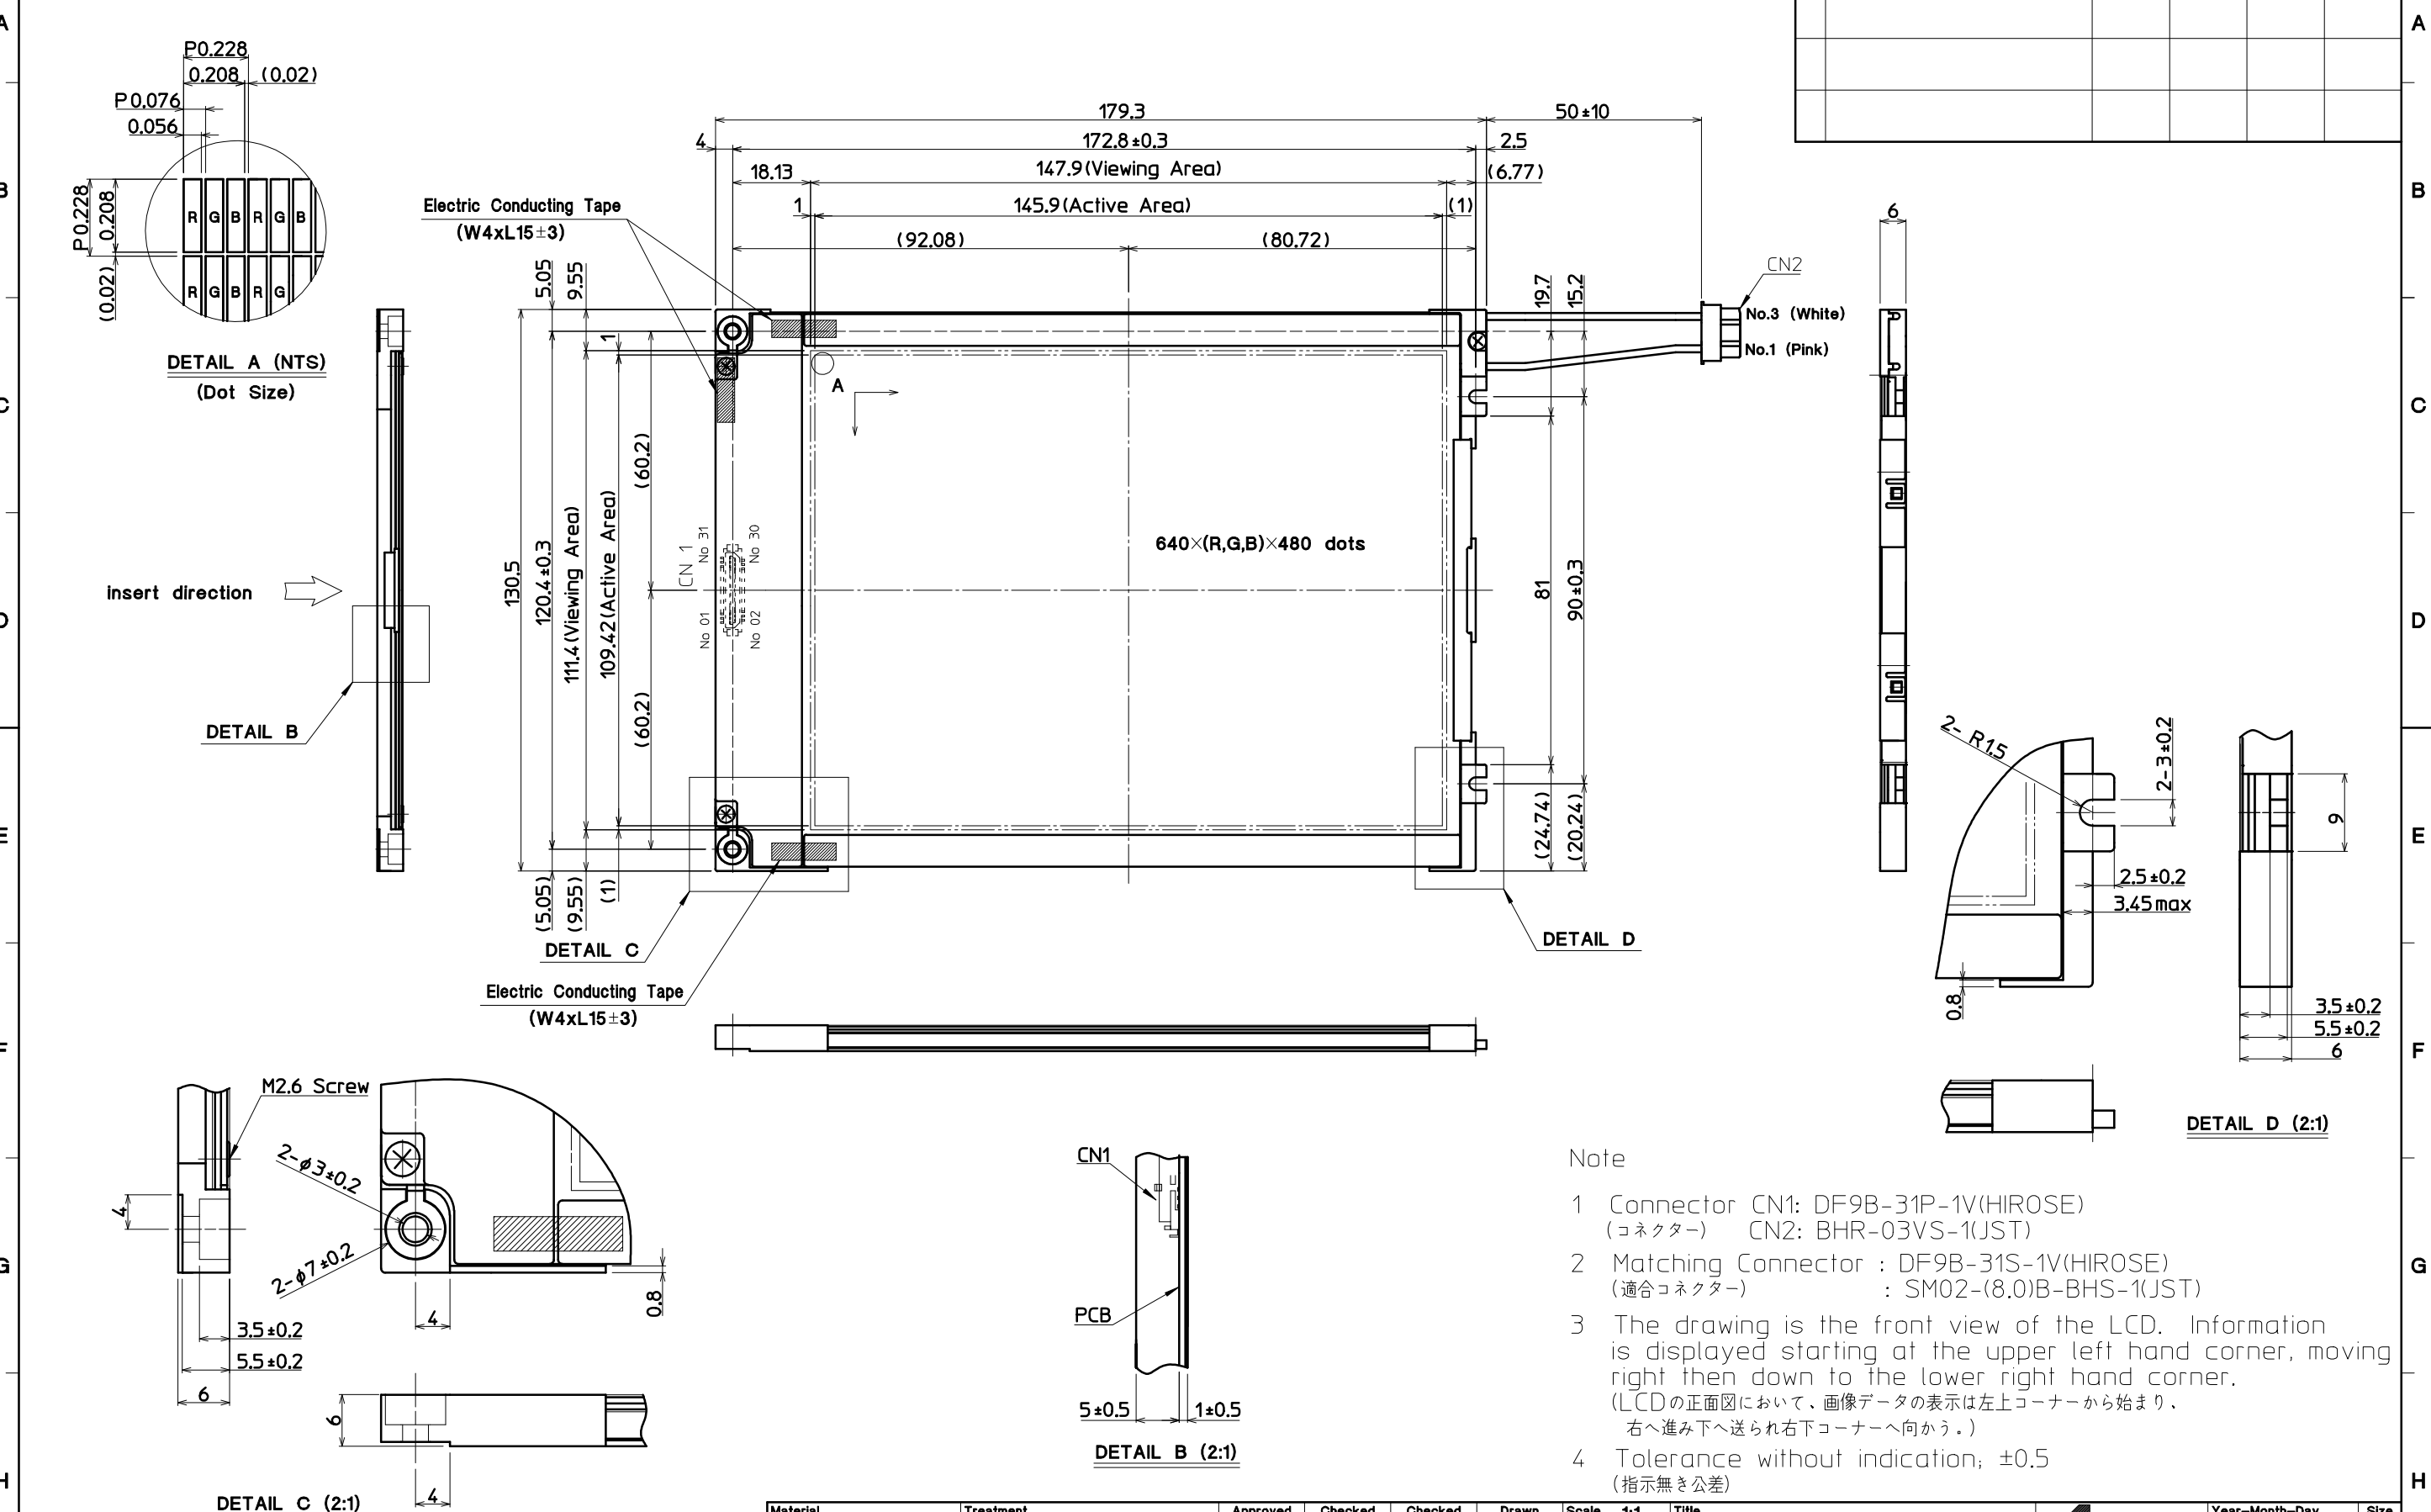 A
A
B
B
C
C
D
D
E
E
F
F
G
G
H
H
P0.228
0.208 (0.02)
P0.076
0.056
P0.228
0.208
(0.02)
R G B R G B
R G B R G
DETAIL A (NTS)
(Dot Size)
179.3
50±10
4
172.8±0.3
2.5
18.13
147.9(Viewing Area)
(6.77)
1
145.9(Active Area)
(1)
(92.08)
(80.72)
Electric Conducting Tape
(W4xL15±3)
5.05
9.55
1
19.7
15.2
CN2
No.3 (White)
No.1 (Pink)
6
A
(60.2)
130.5
120.4±0.3
111.4(Viewing Area)
109.42(Active Area)
CN 1
No 31
No 30
No 01
No 02
640×(R,G,B)×480 dots
81
90±0.3
insert direction
DETAIL B
(60.2)
(5.05)
(9.55)
(1)
(24.74)
(20.24)
DETAIL C
DETAIL D
Electric Conducting Tape
(W4xL15±3)
2- R1.5
2-3±0.2
9
2.5±0.2
3.45max
0.8
3.5±0.2
5.5±0.2
6
DETAIL D (2:1)
M2.6 Screw
2-φ3±0.2
2-φ7±0.2
4
4
0.8
3.5±0.2
5.5±0.2
6
6
4
DETAIL C (2:1)
CN1
PCB
5±0.5
1±0.5
DETAIL B (2:1)
Note
1 Connector CN1: DF9B-31P-1V(HIROSE)
(コネクター) CN2: BHR-03VS-1(JST)
2 Matching Connector : DF9B-31S-1V(HIROSE)
(適合コネクター) : SM02-(8.0)B-BHS-1(JST)
3 The drawing is the front view of the LCD. Information
is displayed starting at the upper left hand corner, moving
right then down to the lower right hand corner.
(LCDの正面図において、画像データの表示は左上コーナーから始まり、
右へ進み下へ送られ右下コーナーへ向かう。)
4 Tolerance without indication; ±0.5
(指示無き公差)
Material Treatment Approved Checked Checked Drawn Scale 1:1 Title Year-Month-Day Size